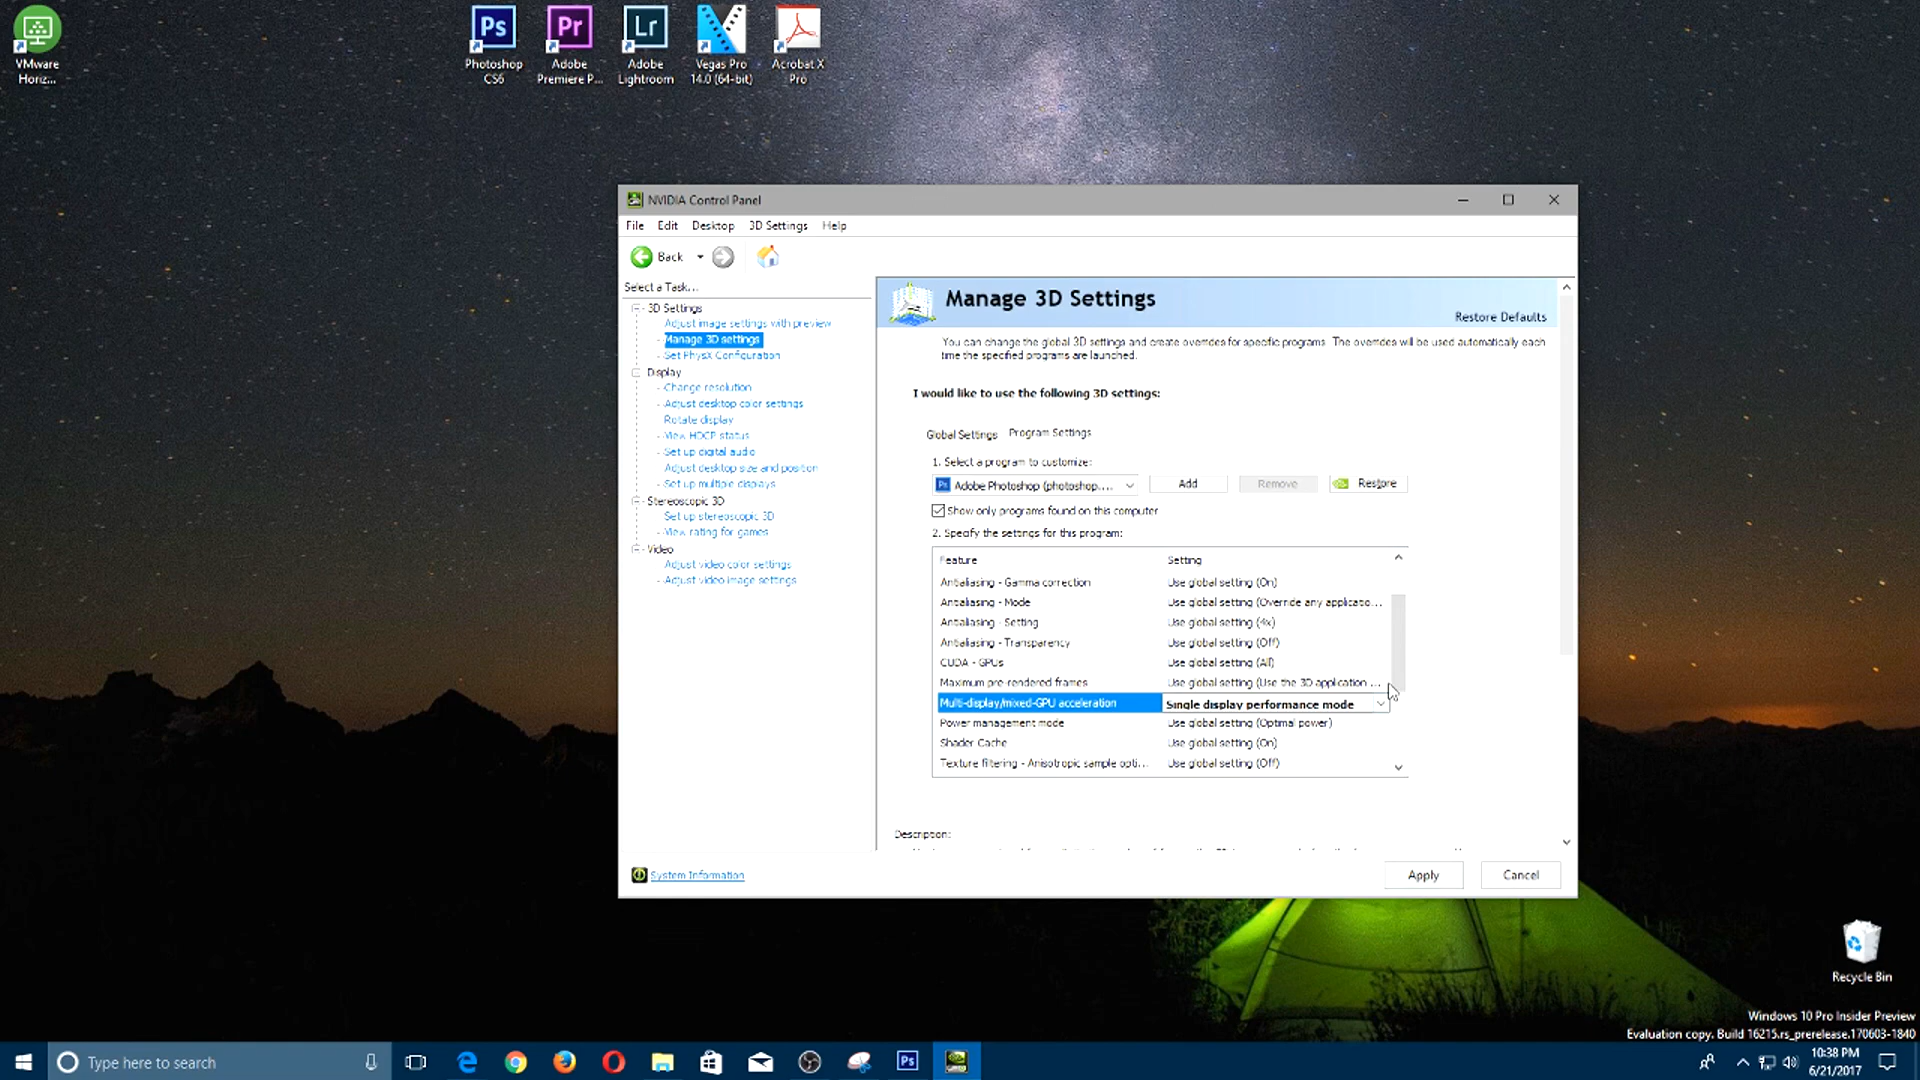 VMware
Horiz...
Ps
Photoshop
CS6
Pr
Adobe
Premiere P...
Lr
Adobe
Lightroom
Vegas Pro
14.0 (64-bit)
Acrobat X
Pro
NVIDIA Control Panel
File Edit Desktop 3D Settings Help
Back
Select a Task...
3D Settings
Adjust image settings with preview
Manage 3D settings
Set PhysX Configuration
Display
Change resolution
Adjust desktop color settings
Rotate display
View HDCP status
Set up digital audio
Adjust desktop size and position
Set up multiple displays
Stereoscopic 3D
Set up stereoscopic 3D
View rating for games
Video
Adjust video color settings
Adjust video image settings
System Information
Manage 3D Settings
Restore Defaults
You can change the global 3D settings and create overrides for specific programs. The overrides will be used automatically each
time the specified programs are launched.
I would like to use the following 3D settings:
Global Settings Program Settings
1. Select a program to customize:
Ps Adobe Photoshop (photoshop.... Add Remove Restore
Show only programs found on this computer
2. Specify the settings for this program:
Feature Setting
Antialiasing - Gamma correction Use global setting (On)
Antialiasing - Mode Use global setting (Override any applicatio...
Antialiasing - Setting Use global setting (4x)
Antialiasing - Transparency Use global setting (Off)
CUDA - GPUs Use global setting (All)
Maximum pre-rendered frames Use global setting (Use the 3D application ...
Multi-display/mixed-GPU acceleration Single display performance mode
Power management mode Use global setting (Optimal power)
Shader Cache Use global setting (On)
Texture filtering - Anisotropic sample opti... Use global setting (Off)
Description:
Apply Cancel
Recycle Bin
Windows 10 Pro Insider Preview
Evaluation copy. Build 16215.rs_prerelease.170603-1840
Type here to search
Ps
10:38 PM
6/21/2017